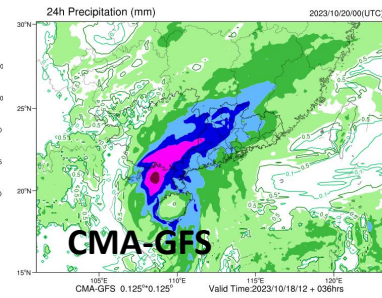 24h Precipitation (mm) 2023/10/20/00(UTC)
30°N
25°N
20°N
15°N
CMA-GFS
105°E 110°E 115°E 120°E
CMA-GFS 0.125°*0.125° Valid Time:2023/10/18/12 + 036hrs